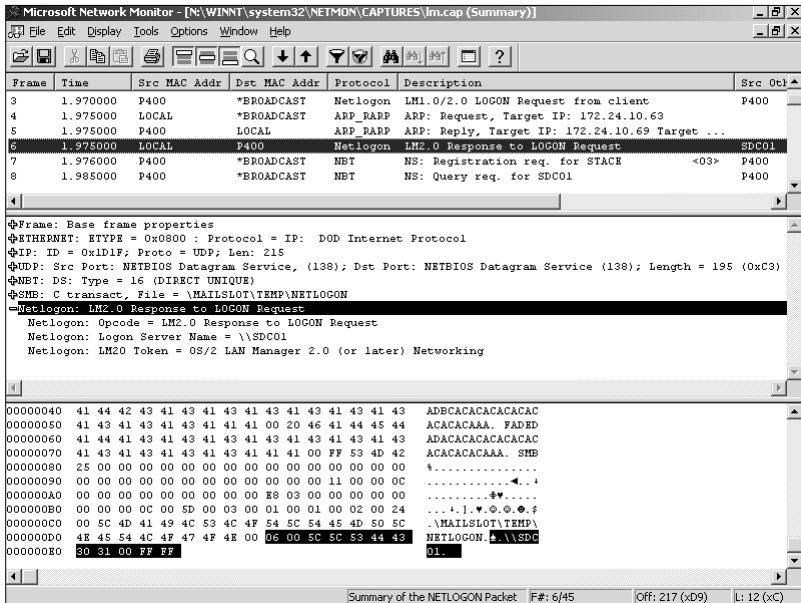 Microsoft Network Monitor - [N:\WINNT\system32\NETMON\CAPTURES\lm.cap (Summary)]
File Edit Display Tools Options Window Help
Frame Time Src MAC Addr Dst MAC Addr Protocol Description Src Oth
3 1.970000 P400 *BROADCAST Netlogon LM1.0/2.0 LOGON Request from client P400
4 1.975000 LOCAL *BROADCAST ARP_RARP ARP: Request, Target IP: 172.24.10.63
5 1.975000 P400 LOCAL ARP_RARP ARP: Reply, Target IP: 172.24.10.69 Target ...
6 1.975000 LOCAL P400 Netlogon LM2.0 Response to LOGON Request SDC01
7 1.976000 P400 *BROADCAST NBT NS: Registration req. for STACE <03> P400
8 1.985000 P400 *BROADCAST NBT NS: Query req. for SDC01 P400
Frame: Base frame properties
ETHERNET: ETYPE = 0x0800 : Protocol = IP: DOD Internet Protocol
IP: ID = 0x1D1F; Proto = UDP; Len: 215
UDP: Src Port: NETBIOS Datagram Service, (138); Dst Port: NETBIOS Datagram Service (138); Length = 195 (0xC3)
NBT: DS: Type = 16 (DIRECT UNIQUE)
SMB: C transact, File = \MAILSLOT\TEMP\NETLOGON
Netlogon: LM2.0 Response to LOGON Request
Netlogon: Opcode = LM2.0 Response to LOGON Request
Netlogon: Logon Server Name = \\SDC01
Netlogon: LM20 Token = OS/2 LAN Manager 2.0 (or later) Networking
00000040 41 44 42 43 41 43 41 43 41 43 41 43 41 43 41 43 ADBCACACACACACAC
00000050 41 43 41 43 41 43 41 41 41 00 20 46 41 44 45 44 ACACACAAA. FADED
00000060 41 44 41 43 41 43 41 43 41 43 41 43 41 43 41 43 ADACACACACACACAC
00000070 41 43 41 43 41 43 41 43 41 41 41 00 FF 53 4D 42 ACACACACAAA. SMB
00000080 25 00 00 00 00 00 00 00 00 00 00 00 00 00 00 00 %...............
00000090 00 00 00 00 00 00 00 00 00 00 00 00 11 00 00 0C
000000A0 00 00 00 00 00 00 00 00 00 E8 03 00 00 00 00 00
000000B0 00 00 00 0C 00 5D 00 03 00 01 00 01 00 02 00 24
000000C0 00 5C 4D 41 49 4C 53 4C 4F 54 5C 54 45 4D 50 5C .\MAILSLOT\TEMP\
000000D0 4E 45 54 4C 4F 47 4F 4E 00 06 00 5C 5C 53 44 43 NETLOGON. .\\SDC
000000E0 30 31 00 FF FF 01.
Summary of the NETLOGON Packet F#: 6/45 Off: 217 (xD9) L: 12 (xC)